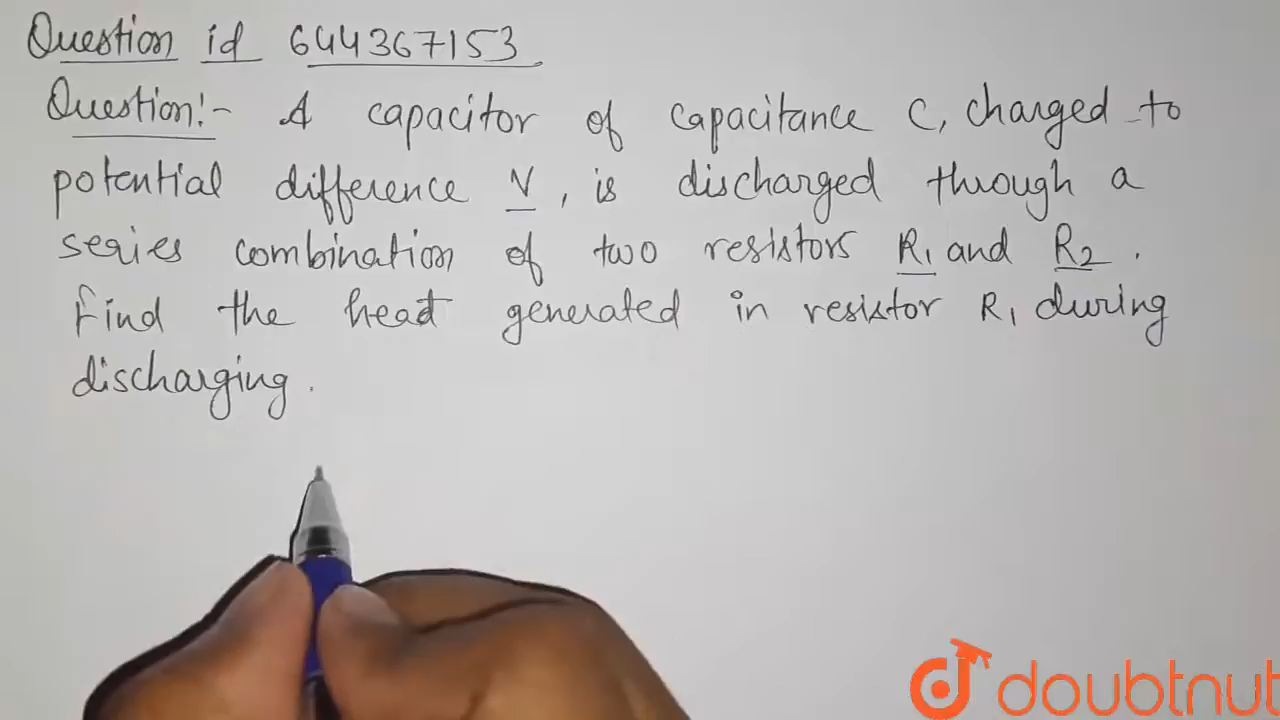 Question id 644367153
Question:- A capacitor of capacitance C, charged to
potential difference V, is discharged through a
series combination of two resistors R1 and R2.
Find the heat generated in resistor R1 during
discharging.
doubtnut